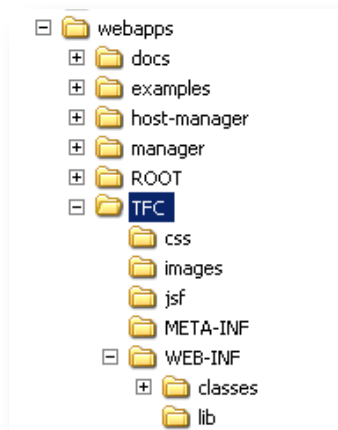 webapps
docs
examples
host-manager
manager
ROOT
TFC
css
images
jsf
META-INF
WEB-INF
classes
lib